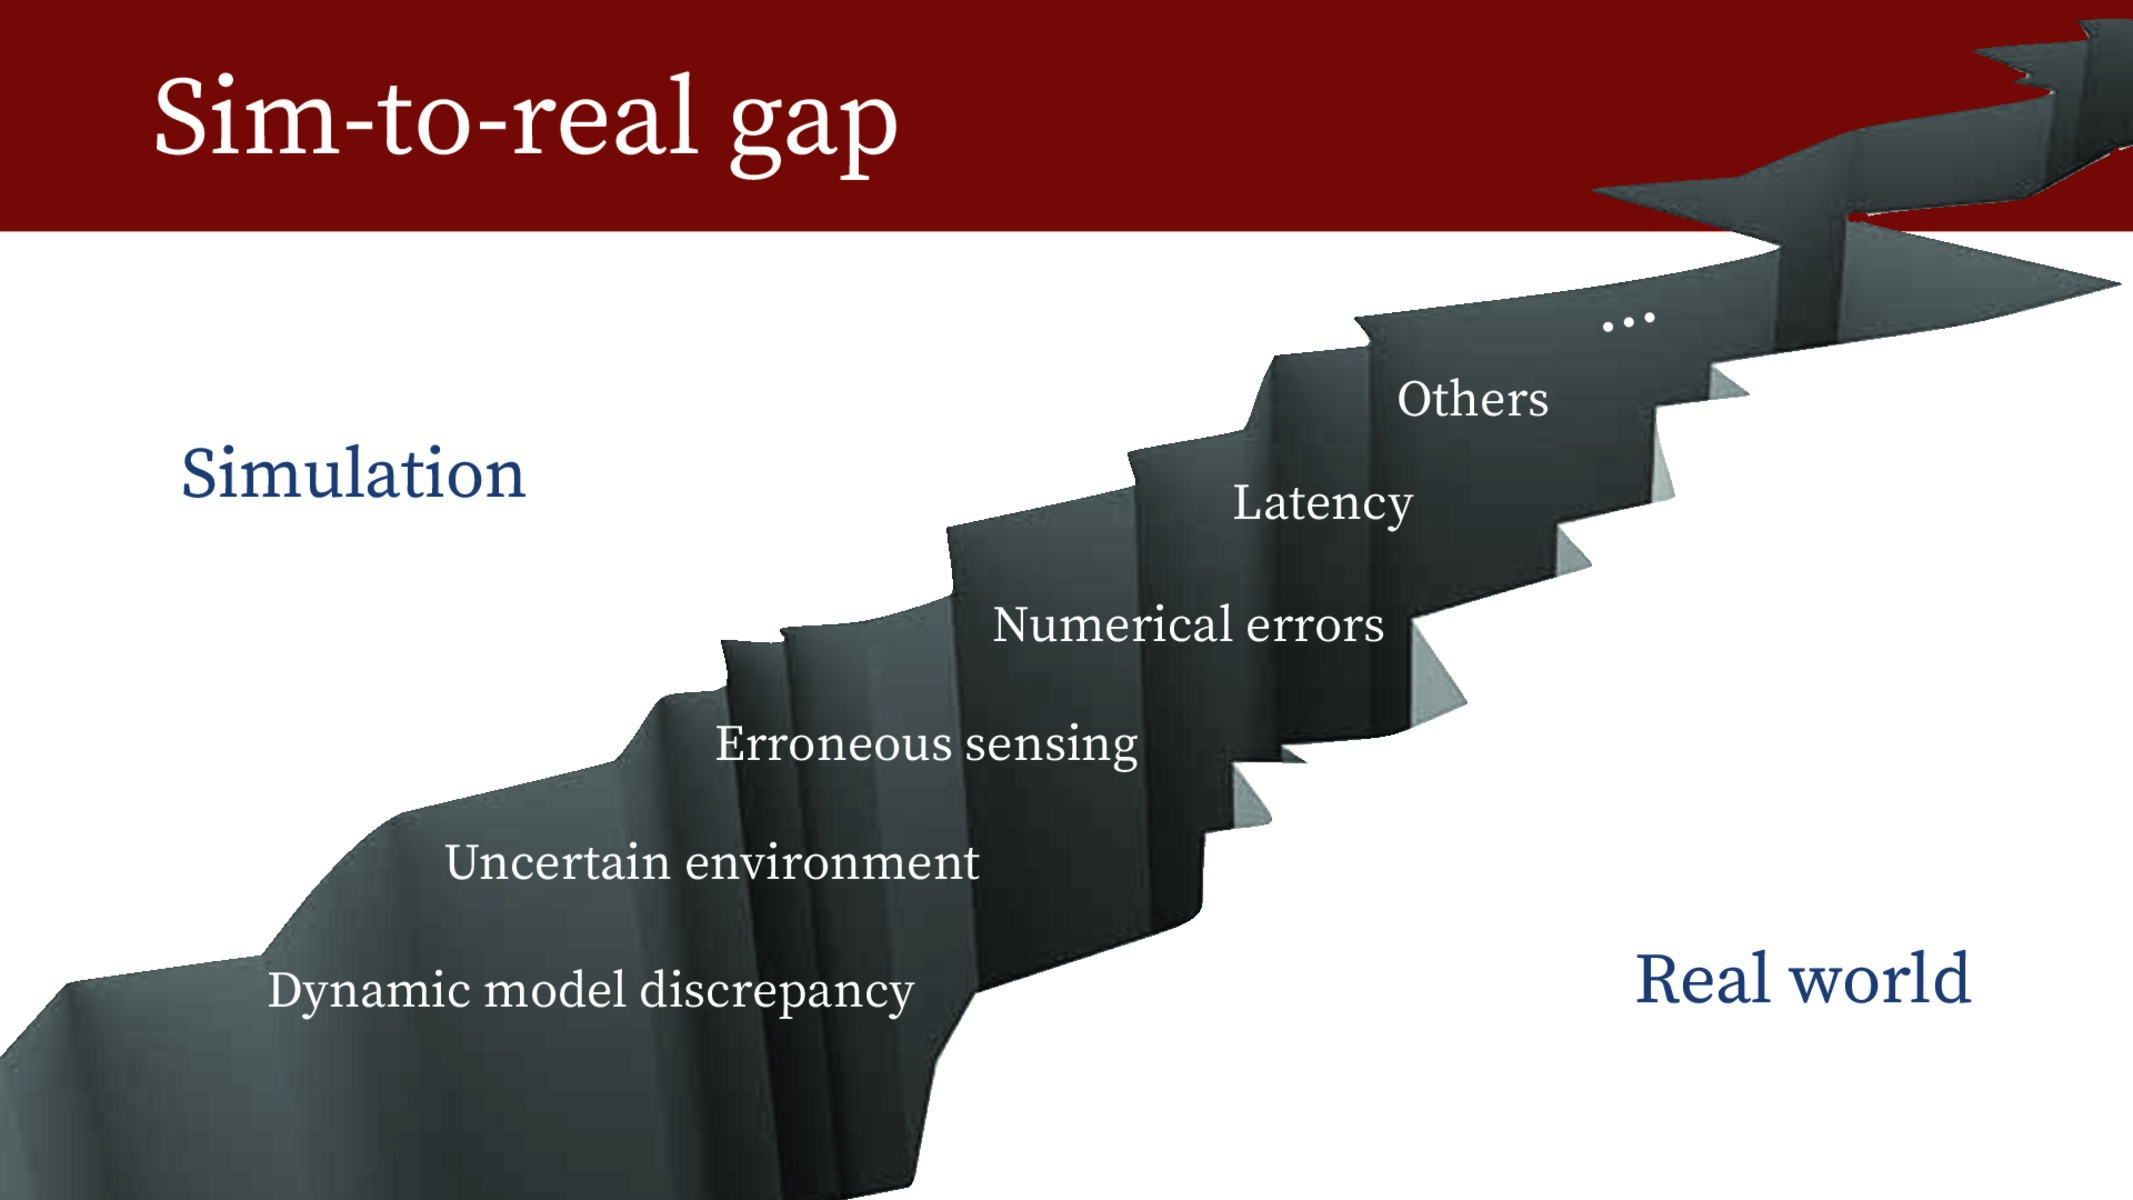 Sim-to-real gap
...
Others
Simulation
Latency
Numerical errors
Erroneous sensing
Uncertain environment
Real world
Dynamic model discrepancy